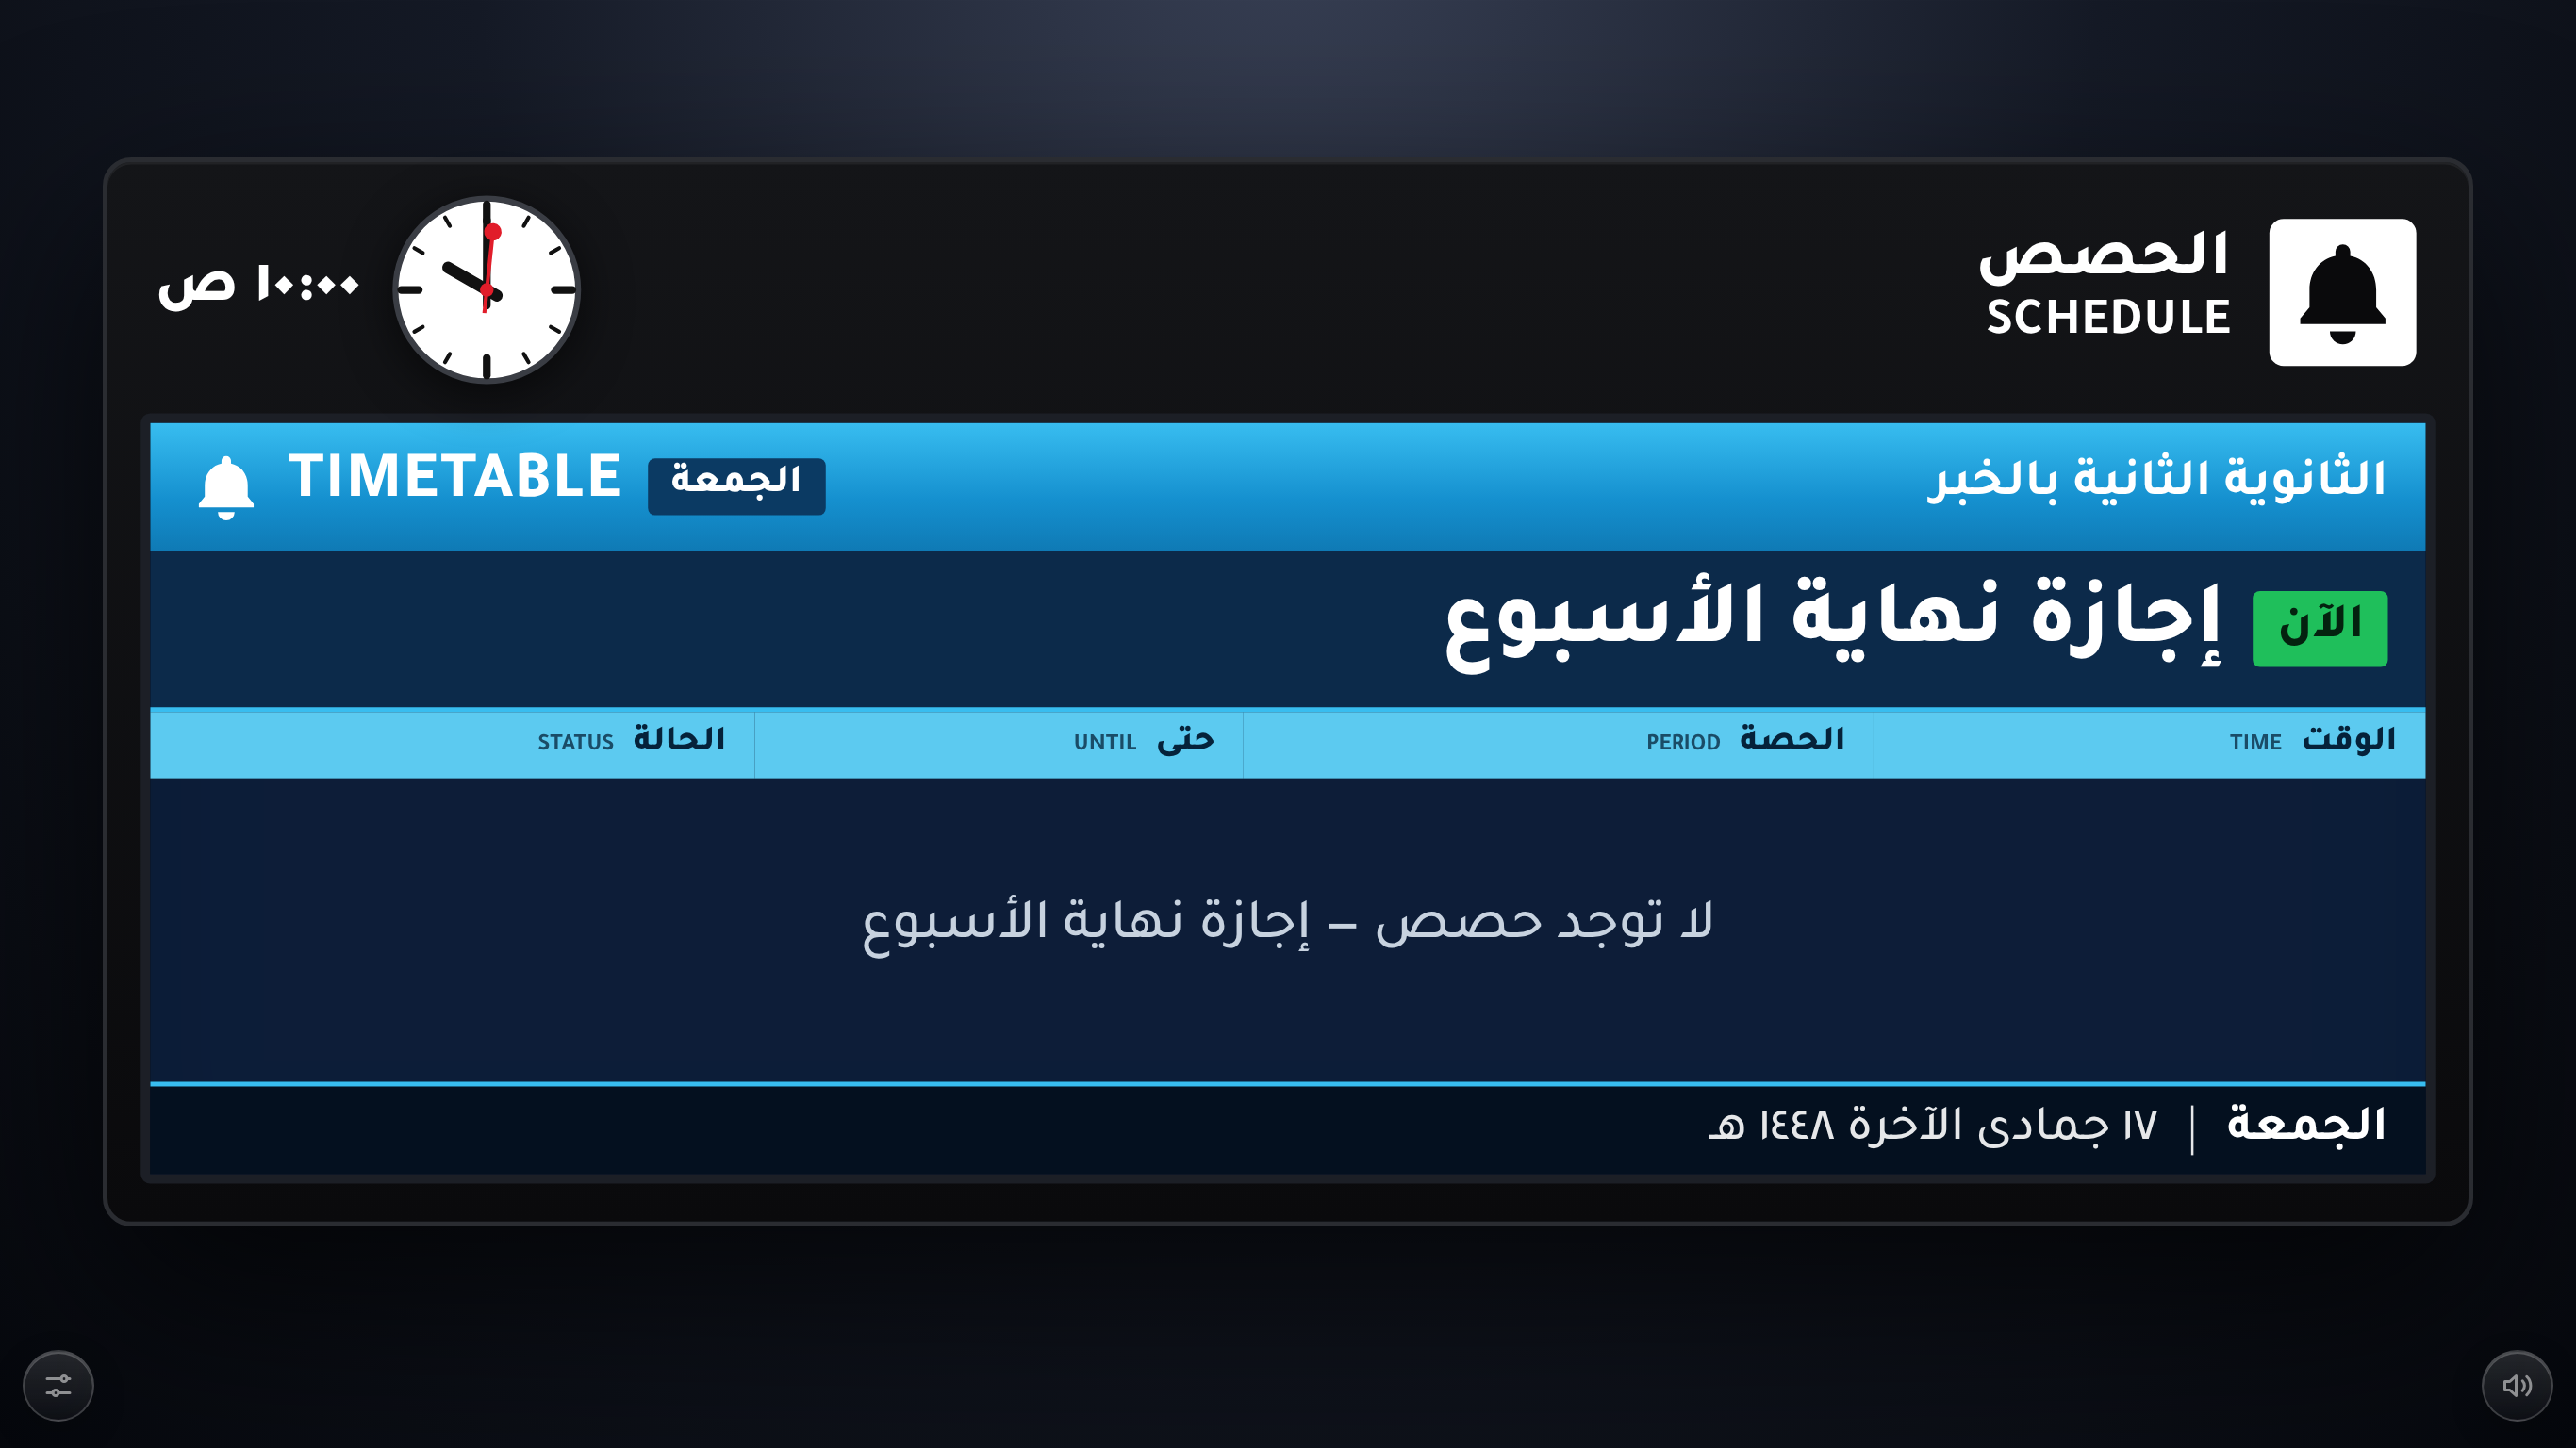 الحصص
SCHEDULE
١٠:٠٠ ص
الثانوية الثانية بالخبر
الجمعة
TIMETABLE
الآن
إجازة نهاية الأسبوع
الوقت TIME
الحصة PERIOD
حتى UNTIL
الحالة STATUS
لا توجد حصص – إجازة نهاية الأسبوع
الجمعة | ١٧ جمادى الآخرة ١٤٤٨ هـ